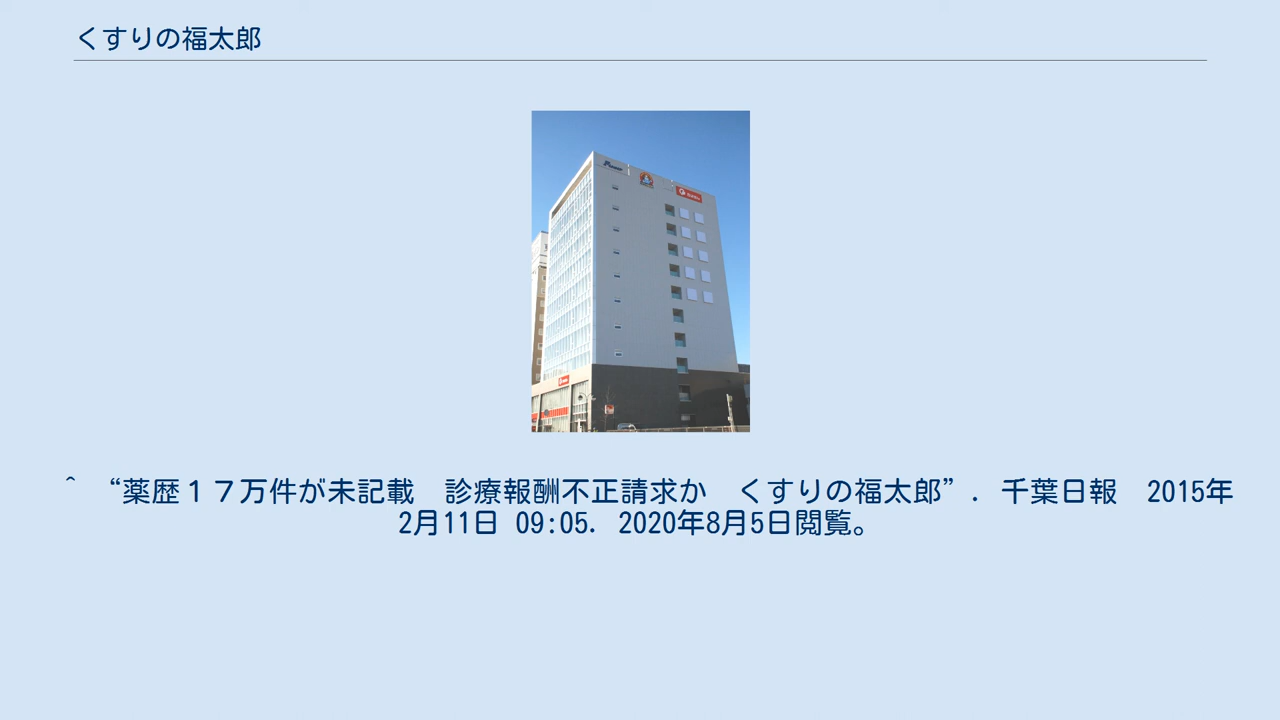 くすりの福太郎
^ “薬歴１７万件が未記載　診療報酬不正請求か　くすりの福太郎”. 千葉日報　2015年
2月11日 09:05. 2020年8月5日閲覧。